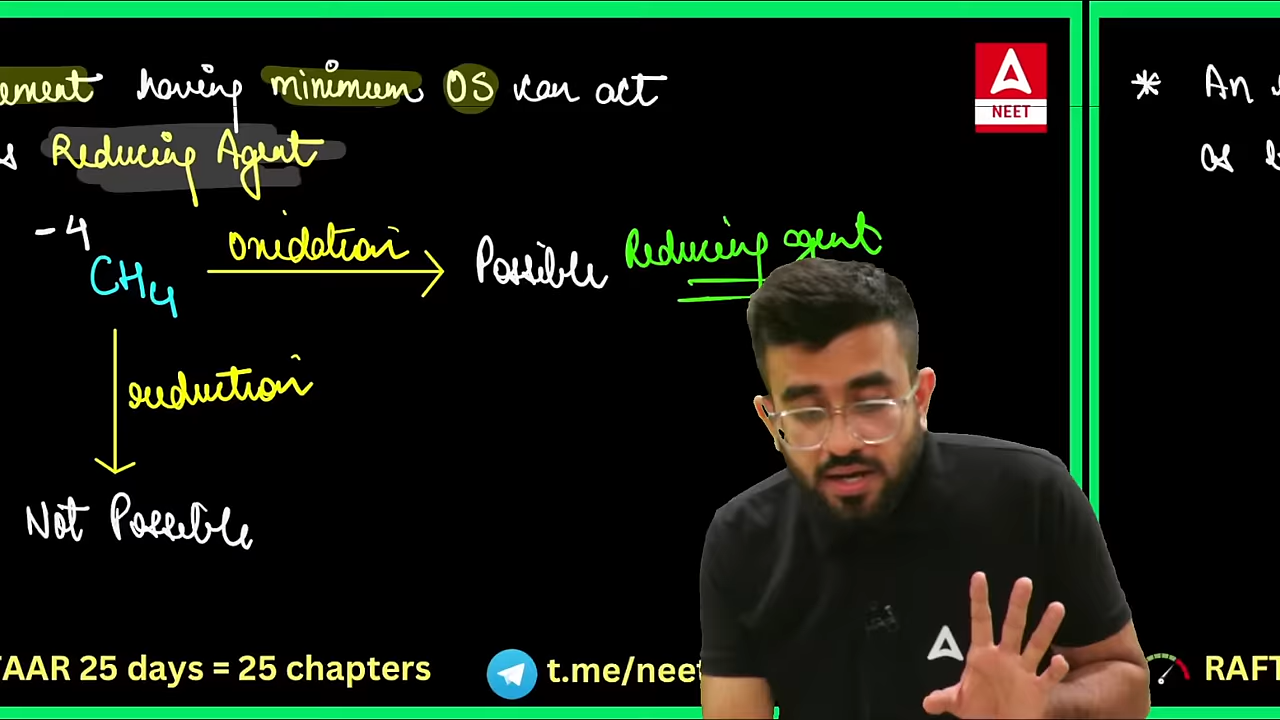 ement having minimum OS can act
s Reducing Agent
-4
CH4
oxidation
Possible
Reducing agent
reduction
Not Possible
NEET
* An
as
TAAR 25 days = 25 chapters
t.me/neet
RAFT